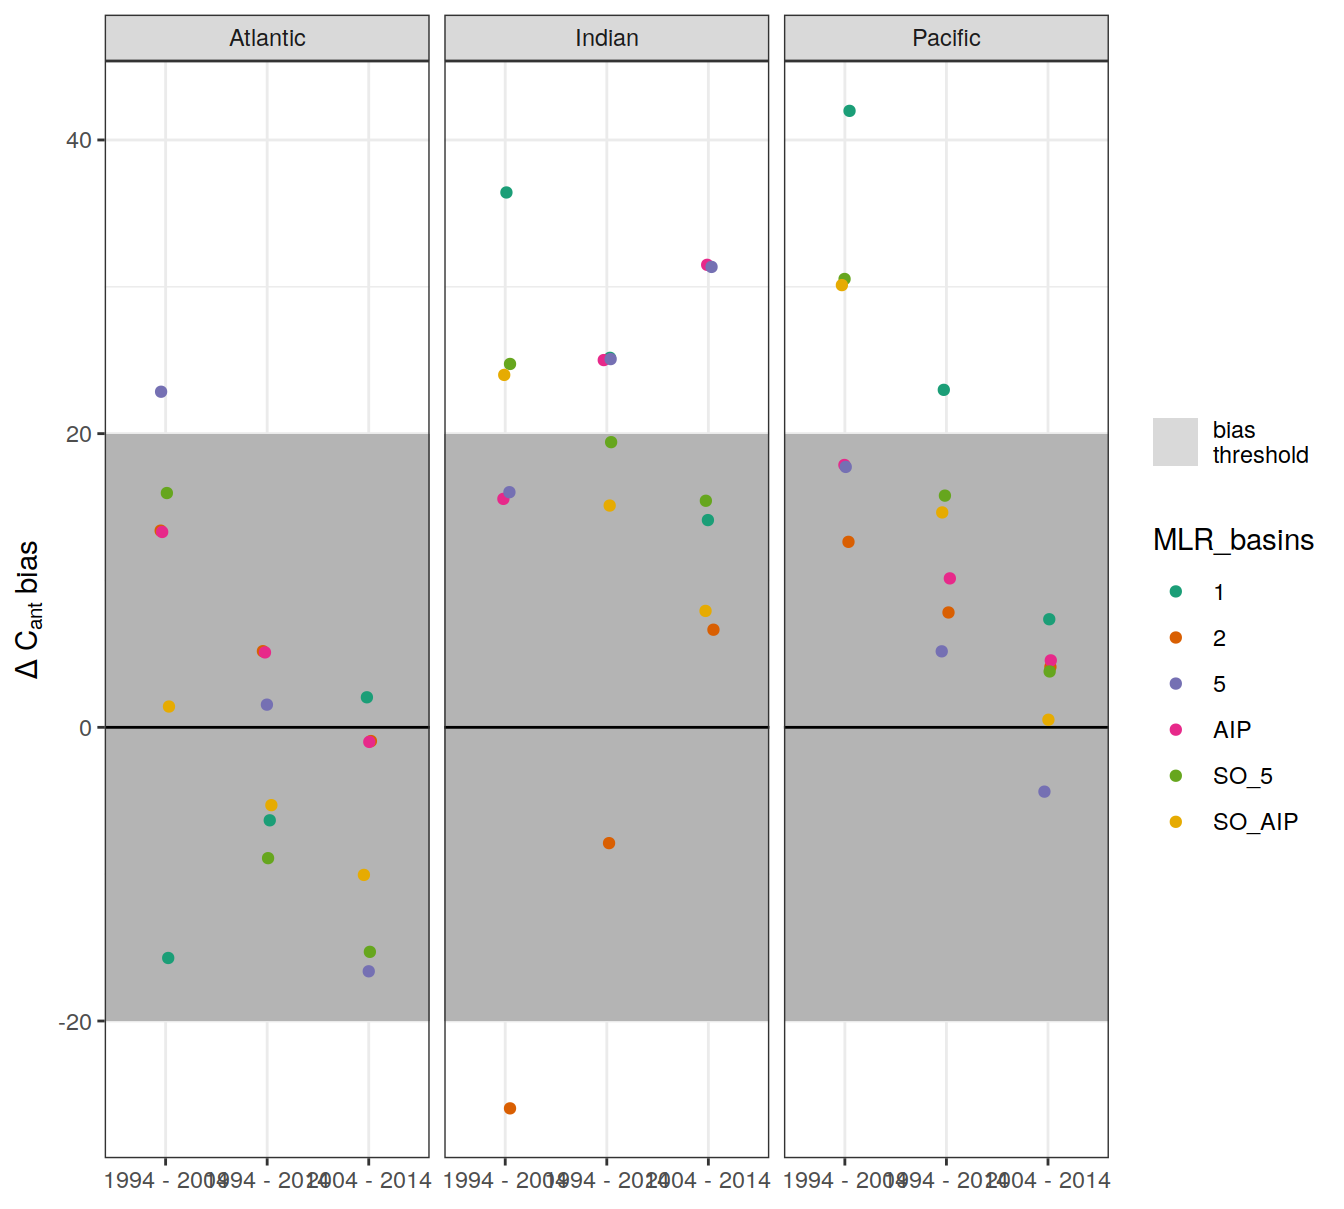 Atlantic Indian Pacific
40
20
0
-20
Δ Cant bias
1994 - 2004 1994 - 2014 2004 - 2014 1994 - 2004 1994 - 2014 2004 - 2014 1994 - 2004 1994 - 2014 2004 - 2014
bias
threshold
MLR_basins
1
2
5
AIP
SO_5
SO_AIP